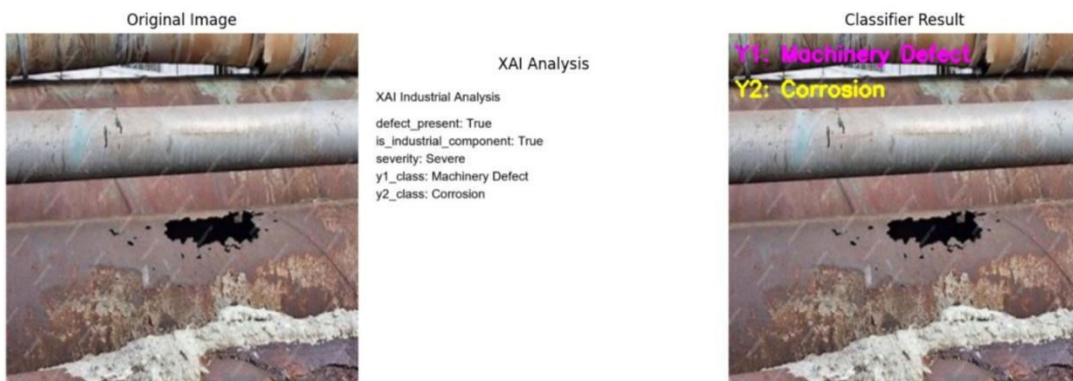 Original Image
XAI Analysis
XAI Industrial Analysis
defect_present: True
is_industrial_component: True
severity: Severe
y1_class: Machinery Defect
y2_class: Corrosion
Classifier Result
Y1: Machinery Defect
Y2: Corrosion